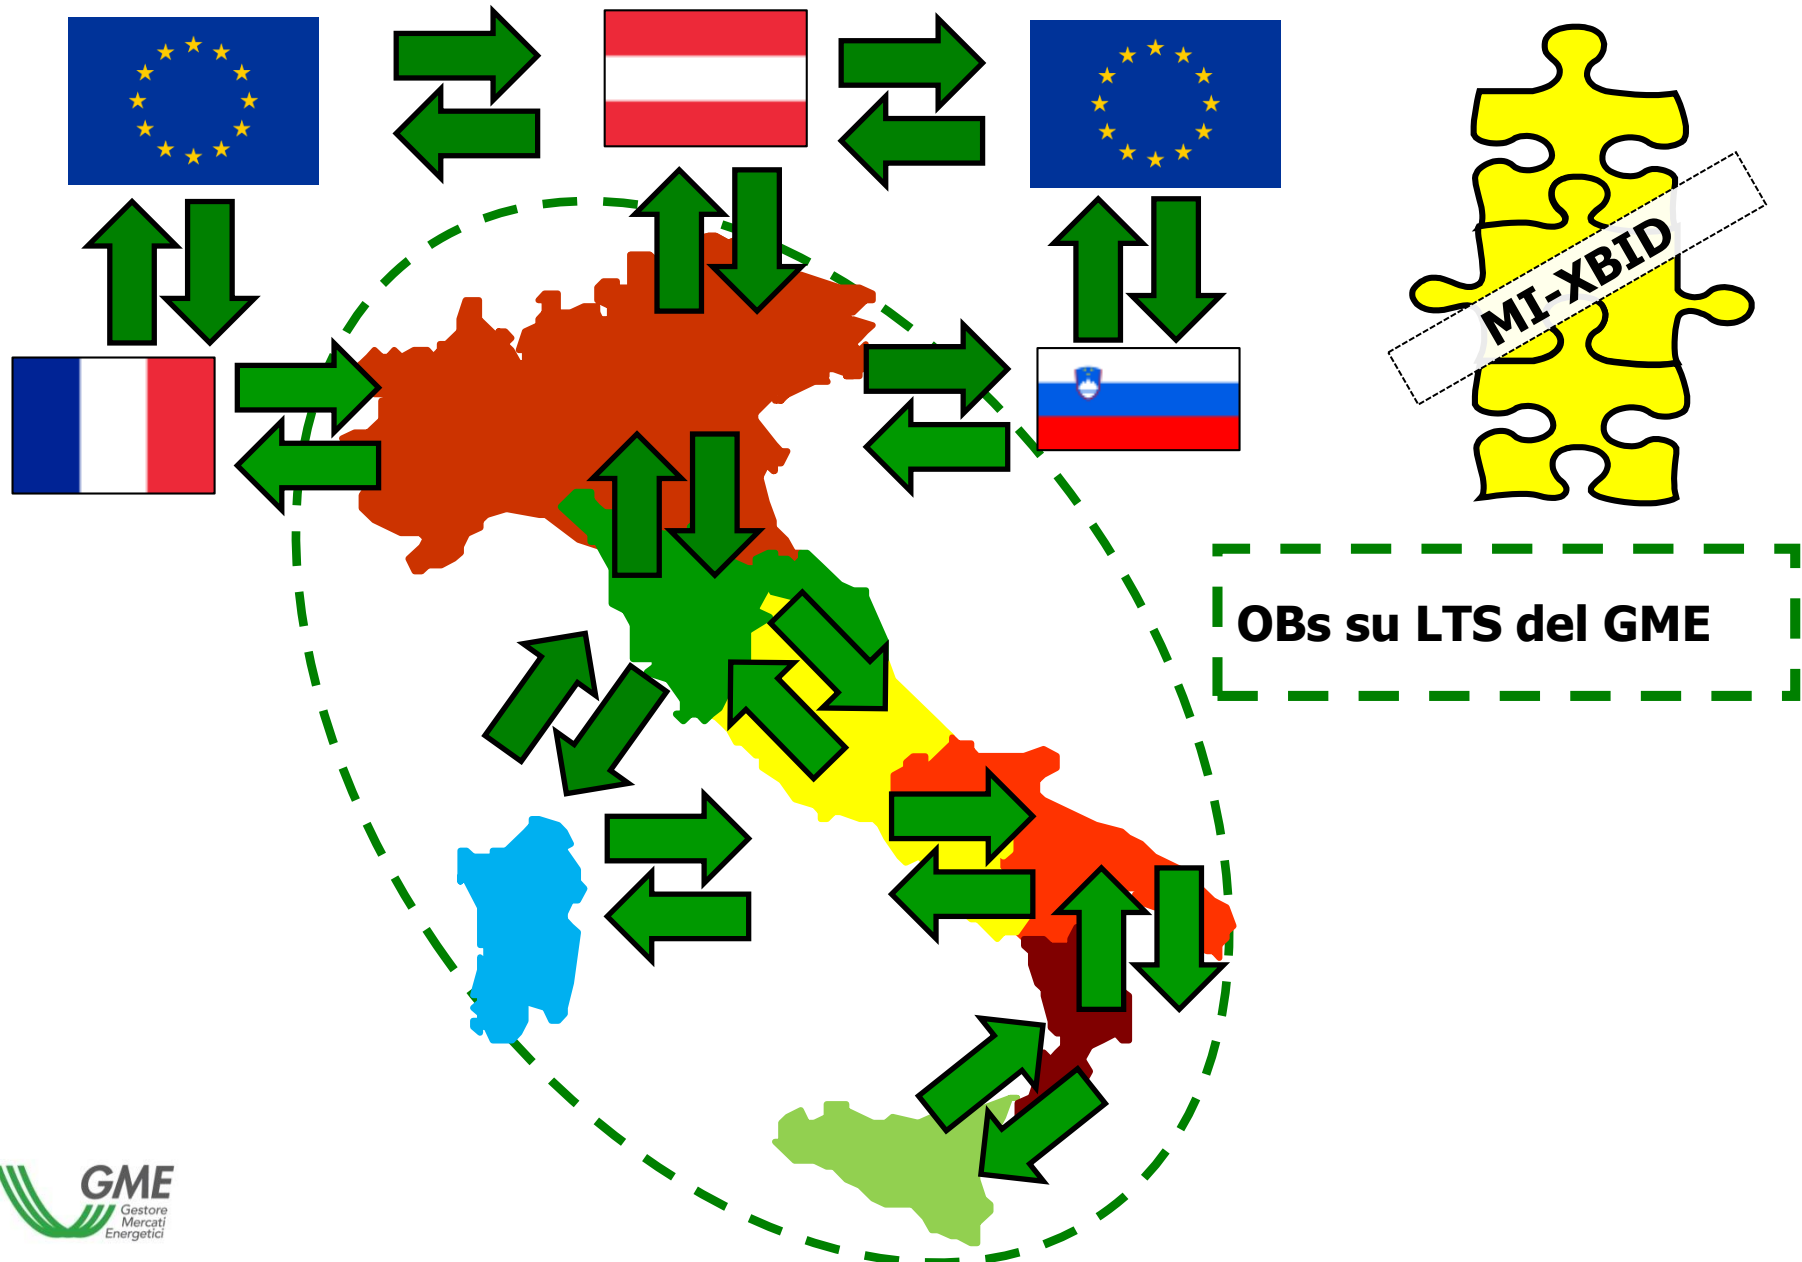 MI-XBID
OBs su LTS del GME
GME
Gestore
Mercati
Energetici